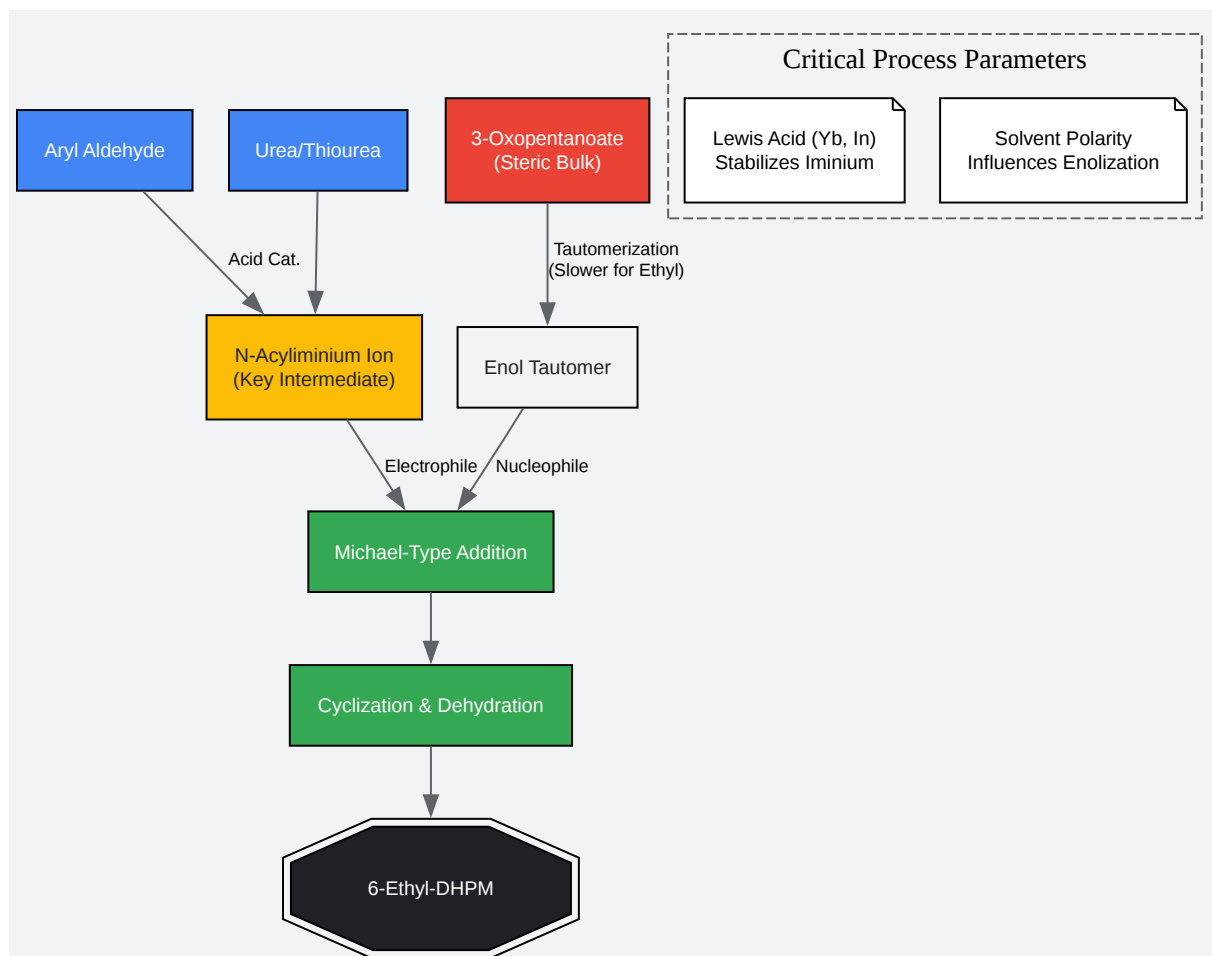 Critical Process Parameters
Aryl Aldehyde
Urea/Thiourea
3-Oxopentanoate
(Steric Bulk)
Lewis Acid (Yb, In)
Stabilizes Iminium
Solvent Polarity
Influences Enolization
Acid Cat.
Tautomerization
(Slower for Ethyl)
N-Acyliminium Ion
(Key Intermediate)
Enol Tautomer
Electrophile
Nucleophile
Michael-Type Addition
Cyclization & Dehydration
6-Ethyl-DHPM